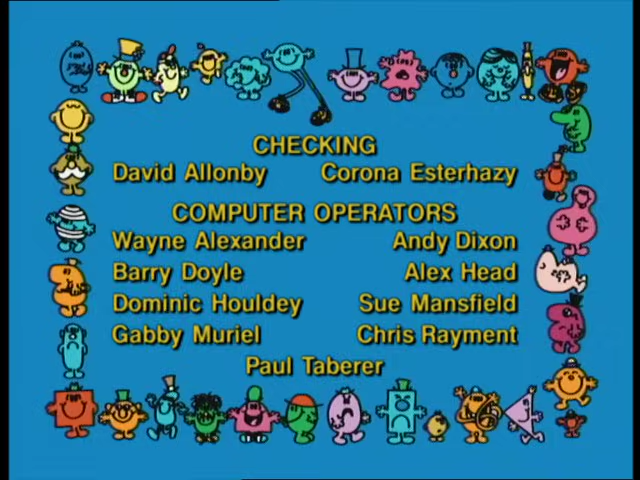 CHECKING
David Allonby Corona Esterhazy
COMPUTER OPERATORS
Wayne Alexander Andy Dixon
Barry Doyle Alex Head
Dominic Houldey Sue Mansfield
Gabby Muriel Chris Rayment
Paul Taberer